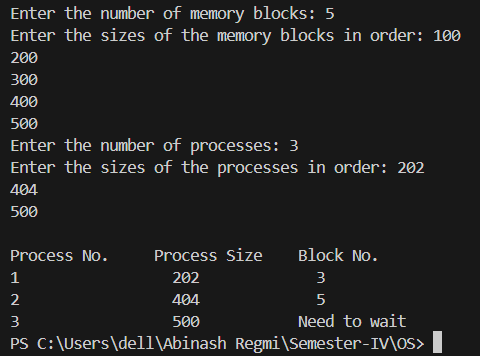 Enter the number of memory blocks: 5
Enter the sizes of the memory blocks in order: 100
200
300
400
500
Enter the number of processes: 3
Enter the sizes of the processes in order: 202
404
500
Process No. Process Size Block No.
1 202 3
2 404 5
3 500 Need to wait
PS C:\Users\dell\Abinash Regmi\Semester-IV\OS>